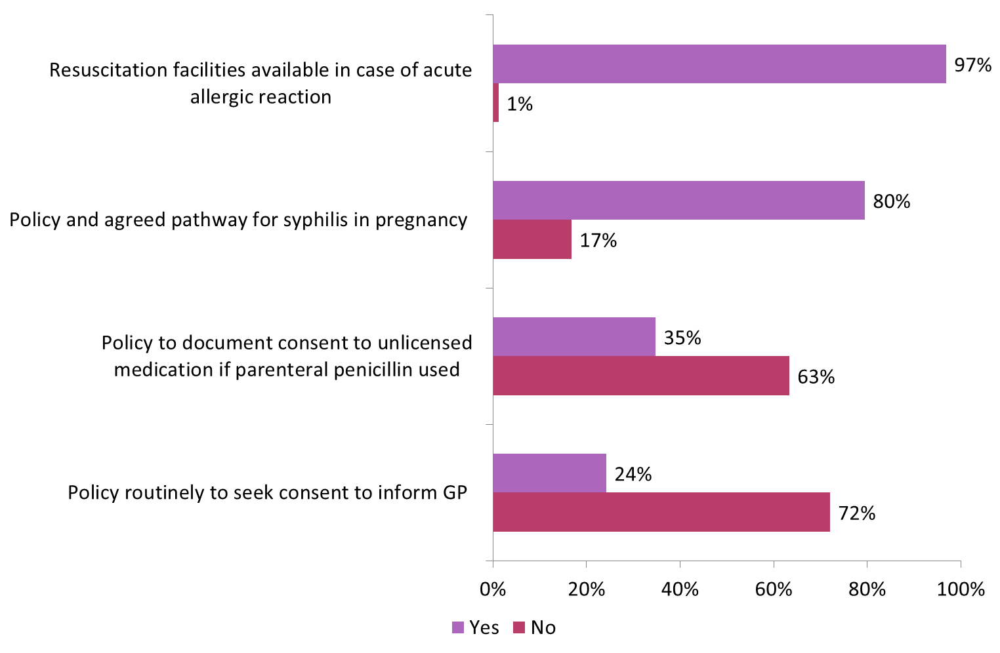 Resuscitation facilities available in case of acute
allergic reaction
97%
1%
Policy and agreed pathway for syphilis in pregnancy
80%
17%
Policy to document consent to unlicensed
medication if parenteral penicillin used
35%
63%
Policy routinely to seek consent to inform GP
24%
72%
0% 20% 40% 60% 80% 100%
Yes No